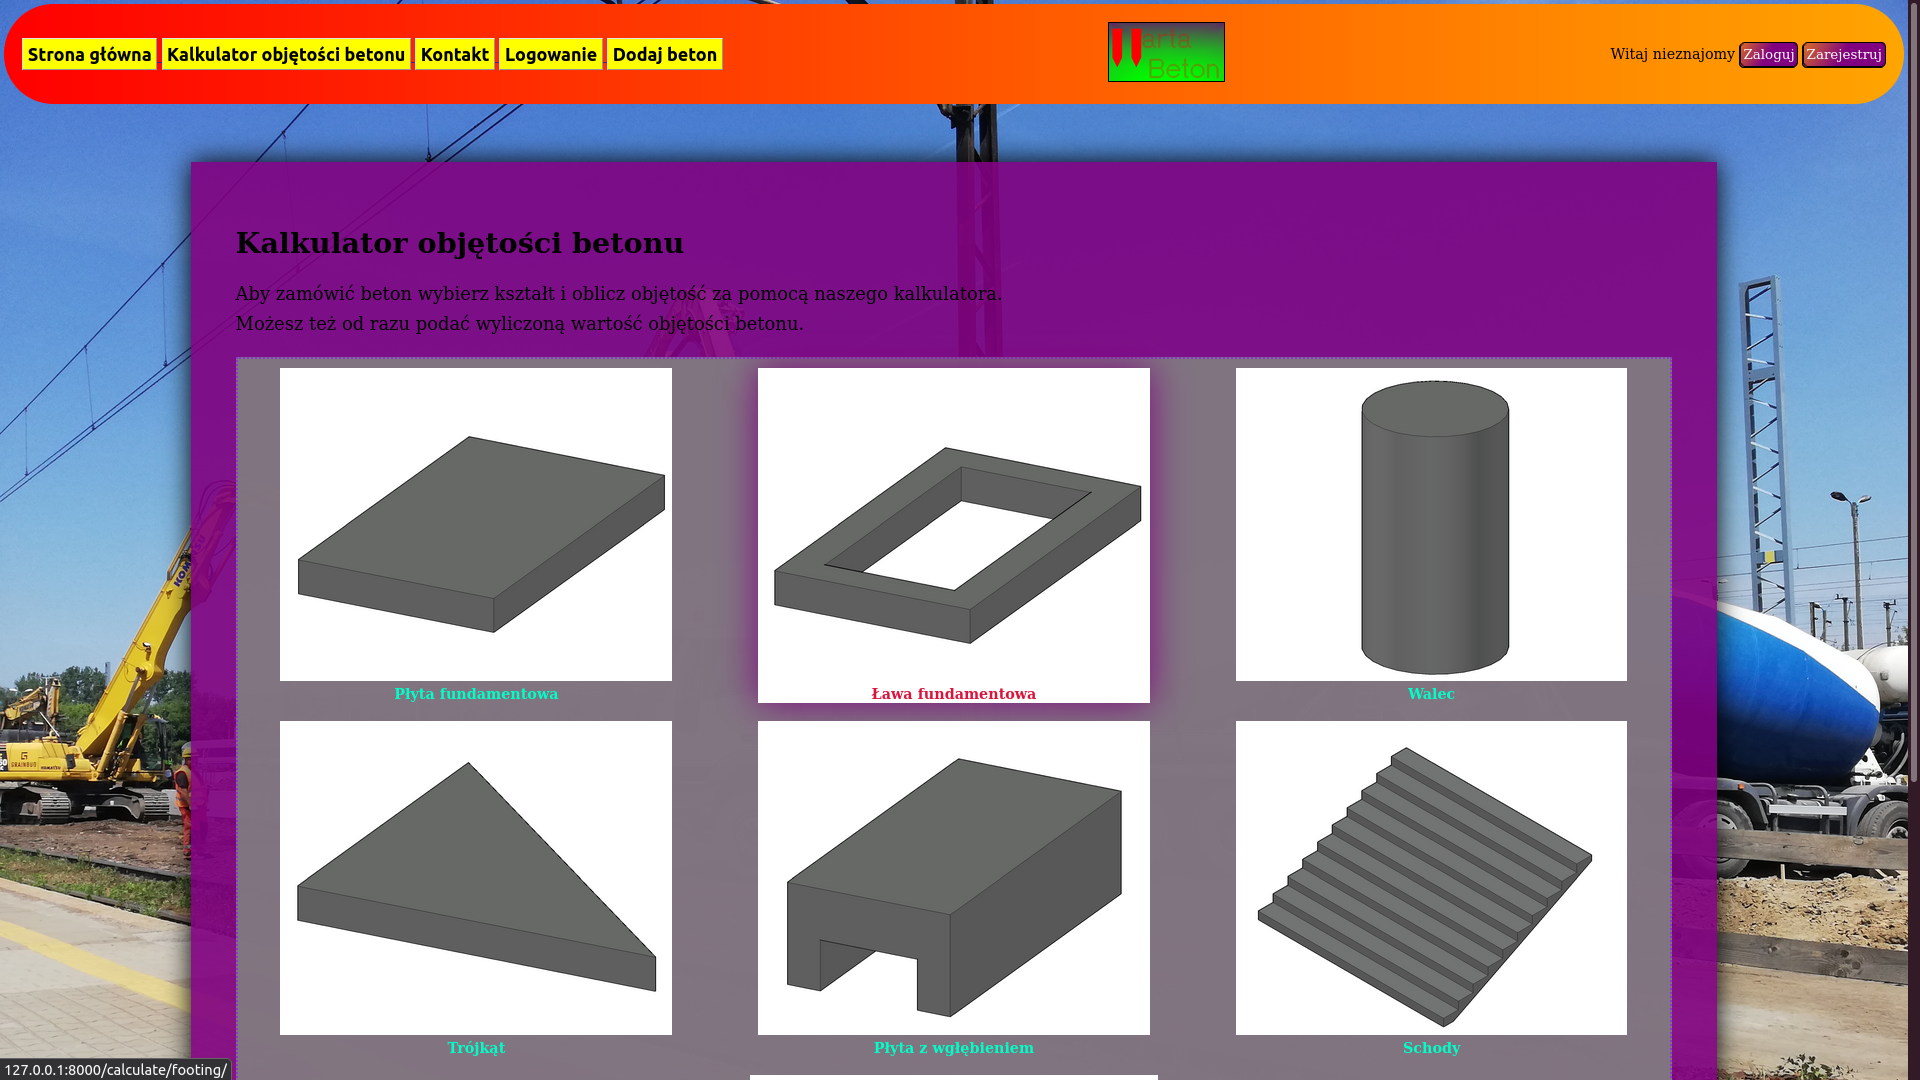 Strona główna Kalkulator objętości betonu Kontakt Logowanie Dodaj beton
arta
Beton
Witaj nieznajomy Zaloguj Zarejestruj
Kalkulator objętości betonu
Aby zamówić beton wybierz kształt i oblicz objętość za pomocą naszego kalkulatora.
Możesz też od razu podać wyliczoną wartość objętości betonu.
Płyta fundamentowa
Ława fundamentowa
Walec
Trójkąt
Płyta z wgłębieniem
Schody
127.0.0.1:8000/calculate/footing/